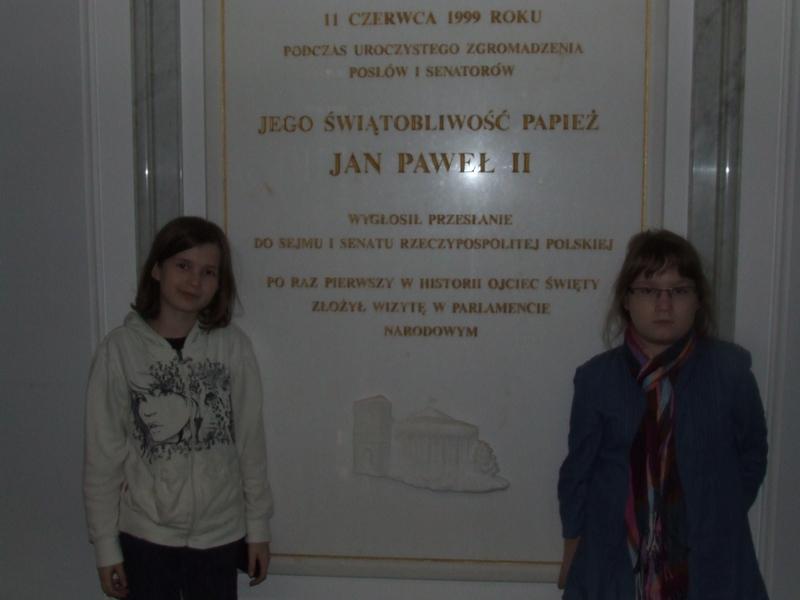 11 CZERWCA 1999 ROKU
PODCZAS UROCZYSTEGO ZGROMADZENIA
POSŁÓW I SENATORÓW
JEGO ŚWIĄTOBLIWOŚĆ PAPIEŻ
JAN PAWEŁ II
WYGŁOSIŁ PRZESŁANIE
DO SEJMU I SENATU RZECZYPOSPOLITEJ POLSKIEJ
PO RAZ PIERWSZY W HISTORII OJCIEC ŚWIĘTY
ZŁOŻYŁ WIZYTĘ W PARLAMENCIE
NARODOWYM